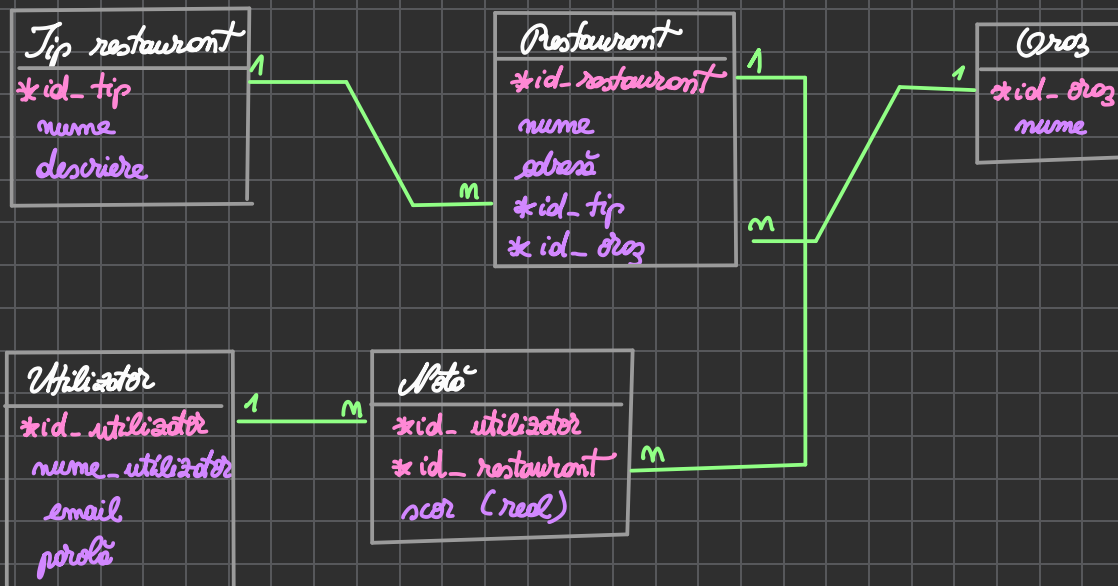 Tip restaurant
*id_tip
nume
descriere
1
m
Restaurant
*id_restaurant
nume
adresă
*id_tip
*id_oraș
1
m
1
Oraș
*id_oraș
nume
Utilizator
*id_utilizator
nume_utilizator
email
parolă
1
m
Notă
*id_utilizator
*id_restaurant
scor (real)
m